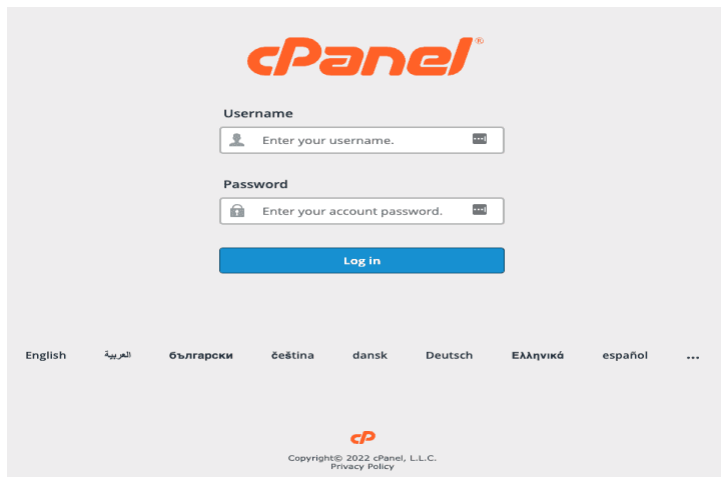 cPanel®
Username
Enter your username.
Password
Enter your account password.
Log in
English العربية български čeština dansk Deutsch Ελληνικά español ...
cP
Copyright© 2022 cPanel, L.L.C.
Privacy Policy